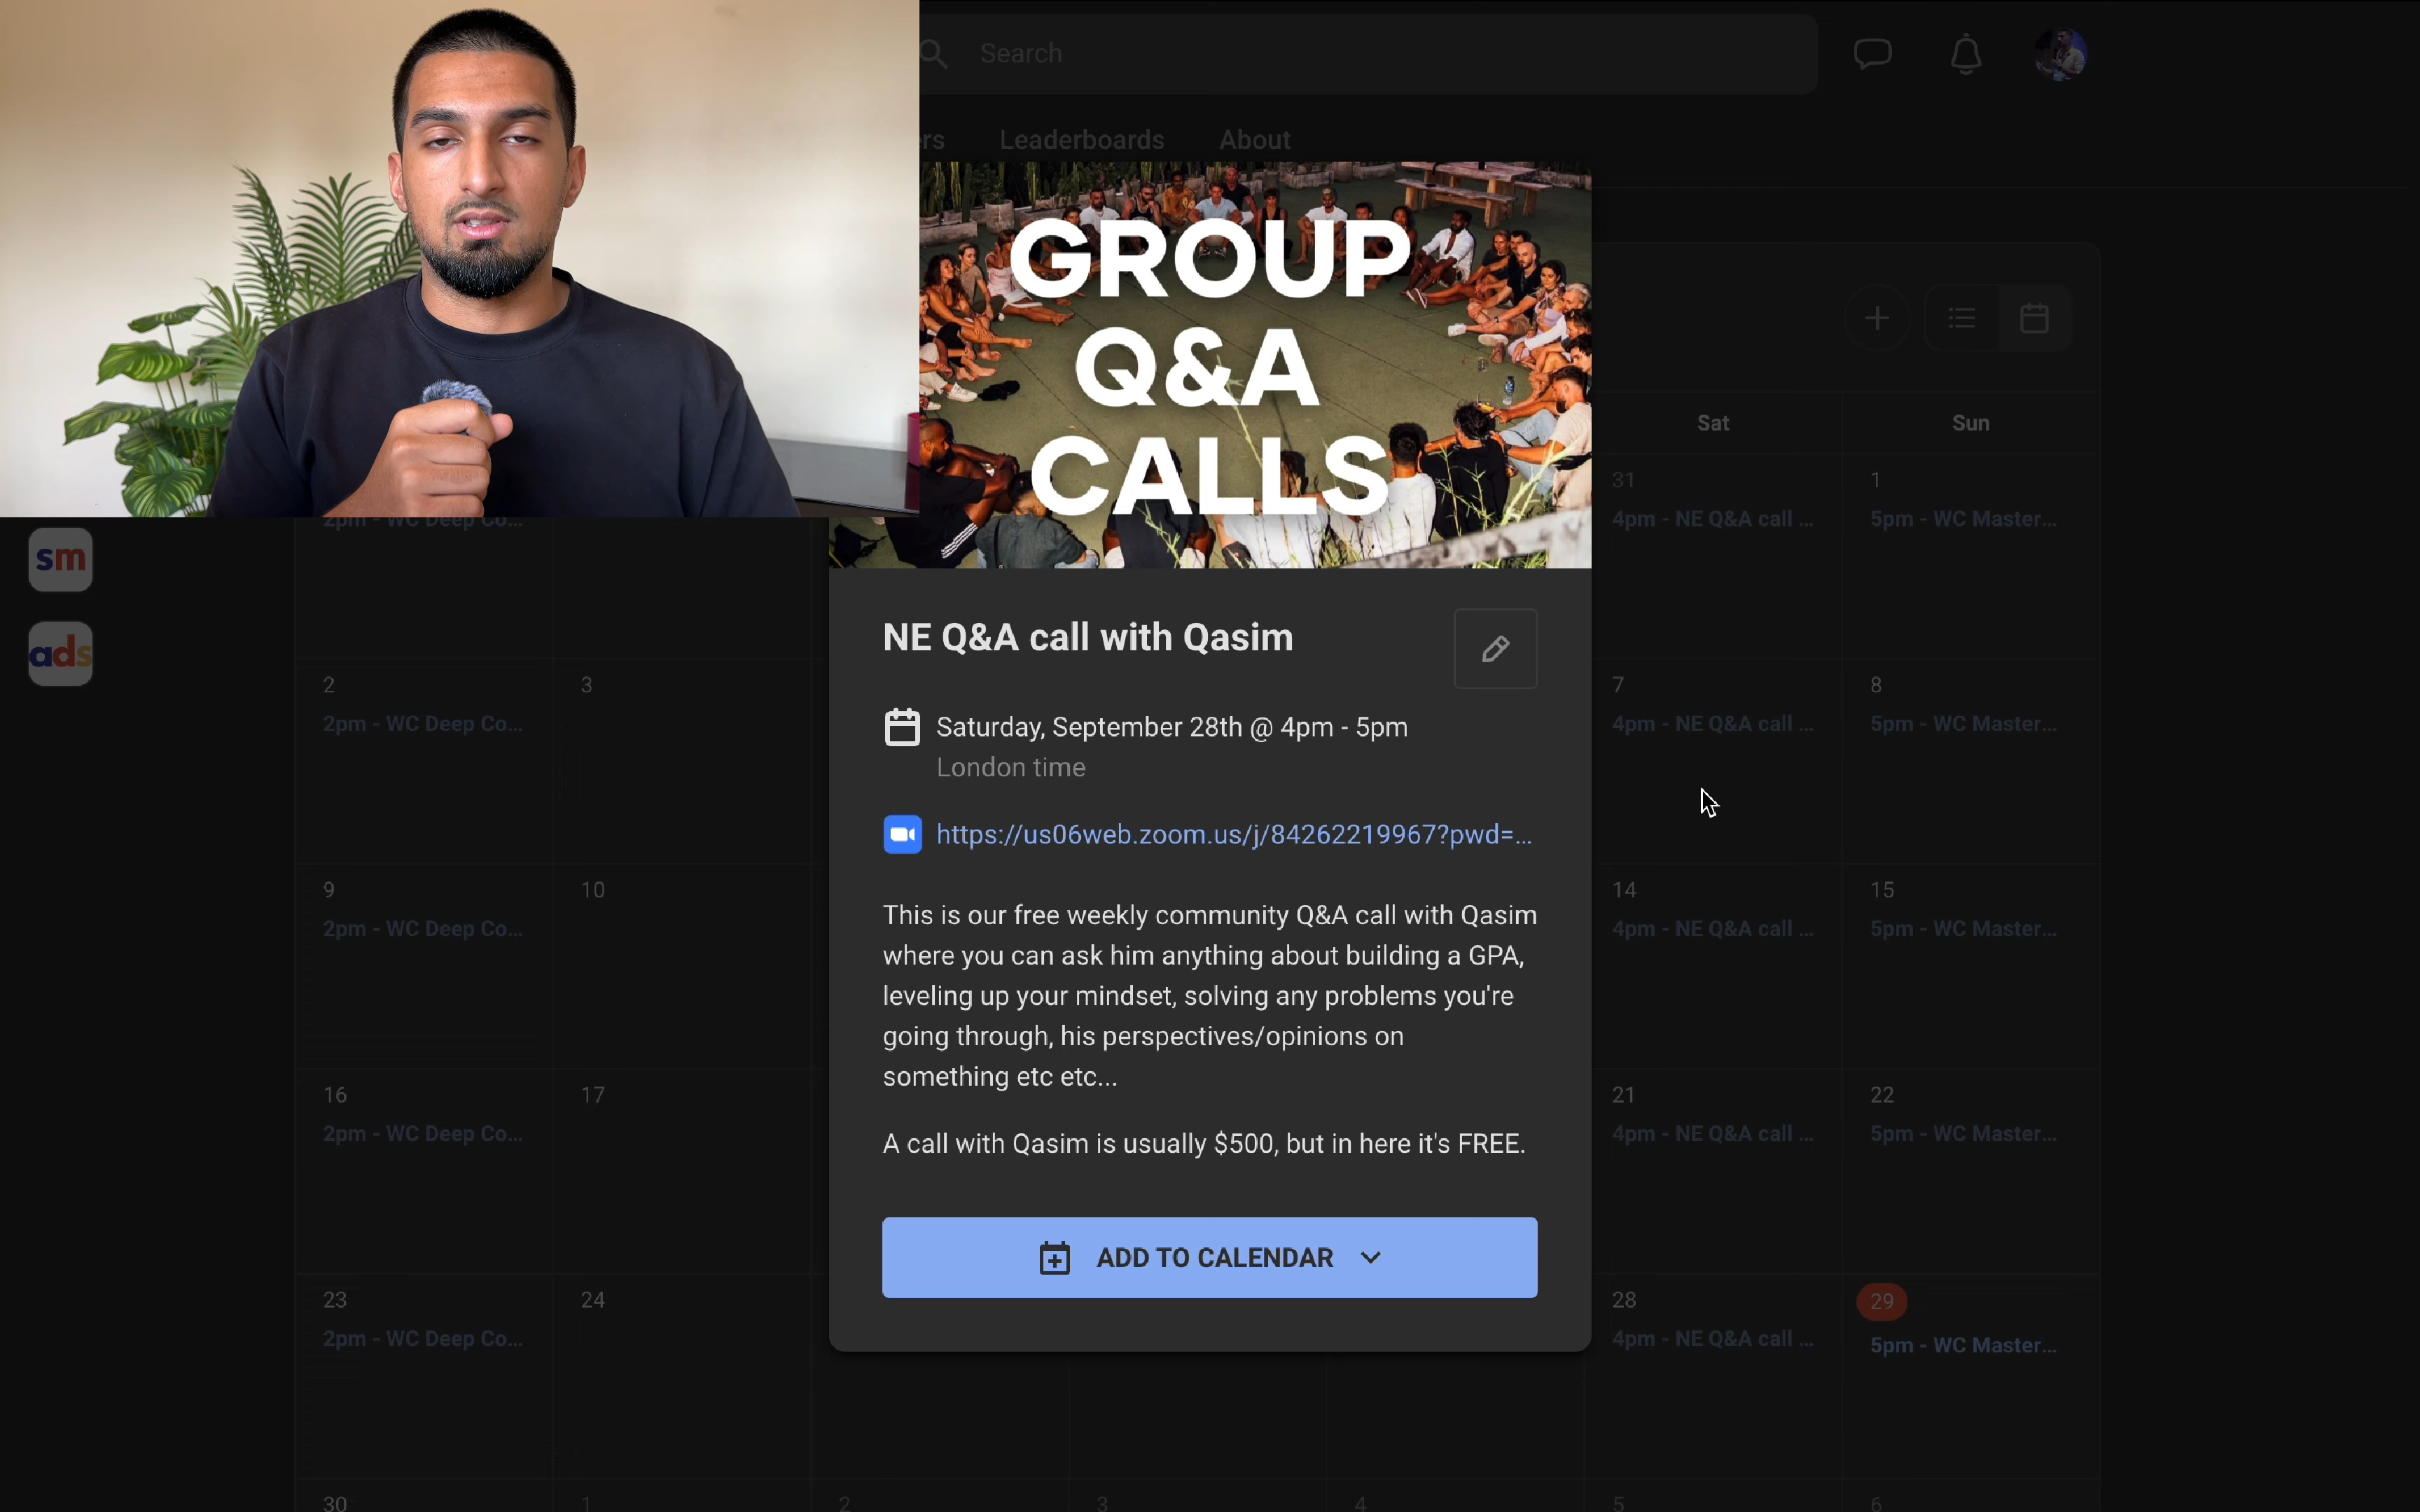 Search
ers
Leaderboards
About
GROUP
Q&A
CALLS
Sat
Sun
31
1
2pm - WC Deep Co...
4pm - NE Q&A call ...
5pm - WC Master...
sm
ads
NE Q&A call with Qasim
Saturday, September 28th @ 4pm - 5pm
London time
https://us06web.zoom.us/j/84262219967?pwd=...
This is our free weekly community Q&A call with Qasim
where you can ask him anything about building a GPA,
leveling up your mindset, solving any problems you're
going through, his perspectives/opinions on
something etc etc...
A call with Qasim is usually $500, but in here it's FREE.
ADD TO CALENDAR
2
3
7
8
2pm - WC Deep Co...
4pm - NE Q&A call ...
5pm - WC Master...
9
10
14
15
2pm - WC Deep Co...
4pm - NE Q&A call ...
5pm - WC Master...
16
17
21
22
2pm - WC Deep Co...
4pm - NE Q&A call ...
5pm - WC Master...
23
24
28
29
2pm - WC Deep Co...
4pm - NE Q&A call ...
5pm - WC Master...
30
1
2
3
4
5
6